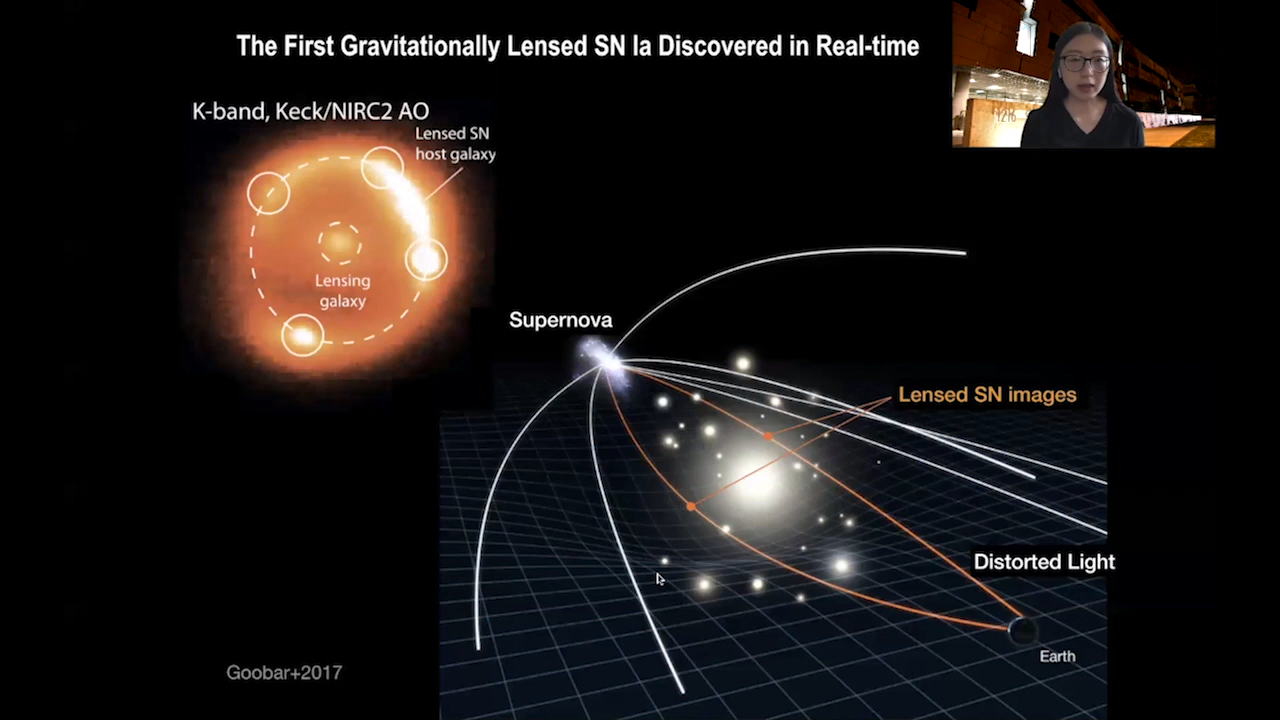 The First Gravitationally Lensed SN Ia Discovered in Real-time
K-band, Keck/NIRC2 AO
Lensed SN
host galaxy
Lensing
galaxy
1216
Supernova
Lensed SN images
Distorted Light
Earth
Goobar+2017